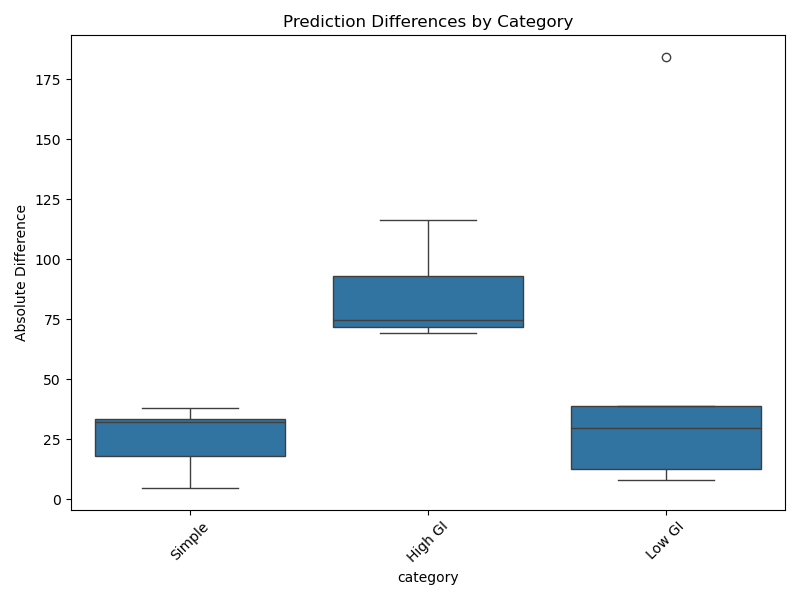 Prediction Differences by Category
Absolute Difference
175
150
125
100
75
50
25
0
Simple
High GI
Low GI
category